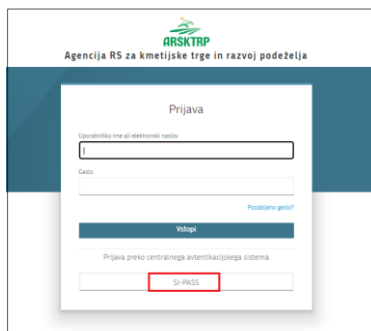 ARSKTRP
Agencija RS za kmetijske trge in razvoj podeželja
Prijava
Uporabniško ime ali elektronski naslov
Geslo
Pozabljeno geslo?
Vstopi
Prijava preko centralnega avtentikacijskega sistema
SI-PASS